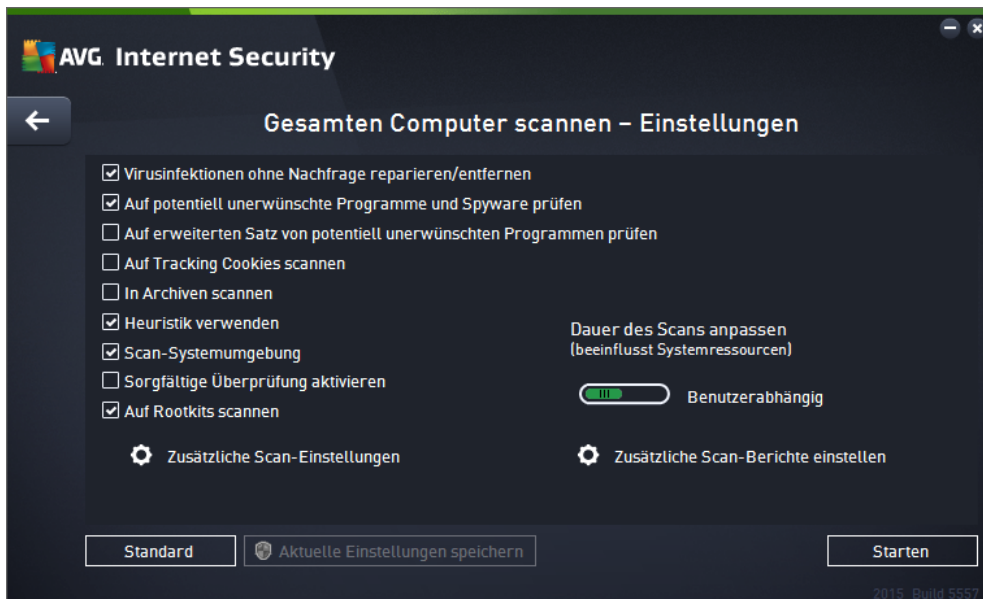 AVG. Internet Security
Gesamten Computer scannen – Einstellungen
Virusinfektionen ohne Nachfrage reparieren/entfernen
Auf potentiell unerwünschte Programme und Spyware prüfen
Auf erweiterten Satz von potentiell unerwünschten Programmen prüfen
Auf Tracking Cookies scannen
In Archiven scannen
Heuristik verwenden
Scan-Systemumgebung
Sorgfältige Überprüfung aktivieren
Auf Rootkits scannen
Dauer des Scans anpassen
(beeinflusst Systemressourcen)
Benutzerabhängig
Zusätzliche Scan-Einstellungen
Zusätzliche Scan-Berichte einstellen
Standard
Aktuelle Einstellungen speichern
Starten
2015 Build 5557